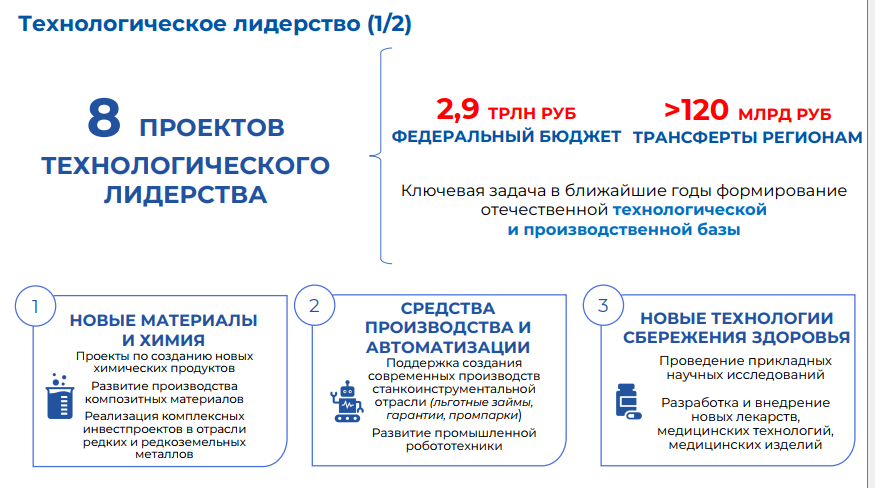 Технологическое лидерство (1/2)
8 ПРОЕКТОВ
ТЕХНОЛОГИЧЕСКОГО
ЛИДЕРСТВА
2,9 ТРЛН РУБ
ФЕДЕРАЛЬНЫЙ БЮДЖЕТ
>120 МЛРД РУБ
ТРАНСФЕРТЫ РЕГИОНАМ
Ключевая задача в ближайшие годы формирование
отечественной технологической
и производственной базы
1
НОВЫЕ МАТЕРИАЛЫ
И ХИМИЯ
Проекты по созданию новых
химических продуктов
Развитие производства
композитных материалов
Реализация комплексных
инвестпроектов в отрасли
редких и редкоземельных
металлов
2
СРЕДСТВА
ПРОИЗВОДСТВА И
АВТОМАТИЗАЦИИ
Поддержка создания
современных производств
станкоинструментальной
отрасли (льготные займы,
гарантии, промпарки)
Развитие промышленной
робототехники
3
НОВЫЕ ТЕХНОЛОГИИ
СБЕРЕЖЕНИЯ ЗДОРОВЬЯ
Проведение прикладных
научных исследований
Разработка и внедрение
новых лекарств,
медицинских технологий,
медицинских изделий